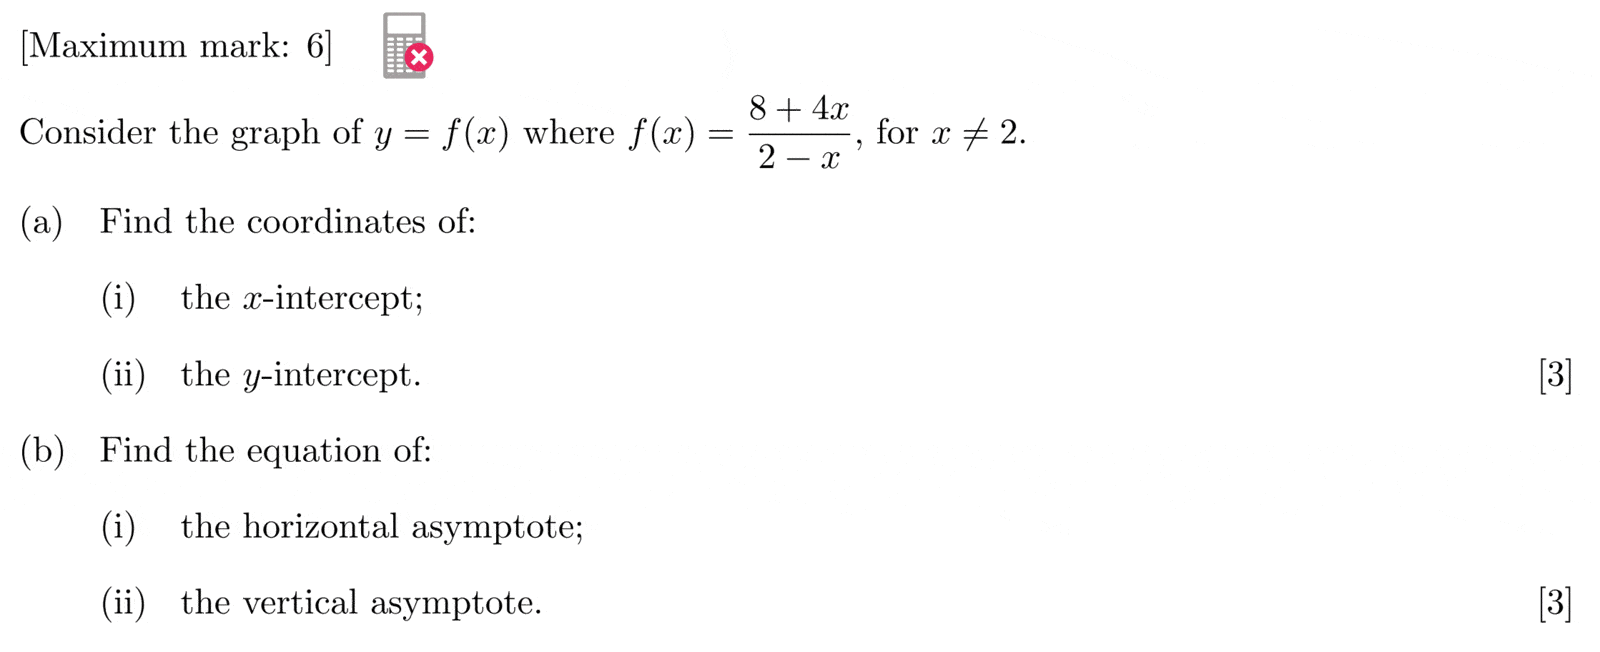 [Maximum mark: 6]
Consider the graph of y = f(x) where f(x) = \frac{8 + 4x}{2 − x}, for x ≠ 2.
(a) Find the coordinates of:
(i) the x-intercept;
(ii) the y-intercept. [3]
(b) Find the equation of:
(i) the horizontal asymptote;
(ii) the vertical asymptote. [3]